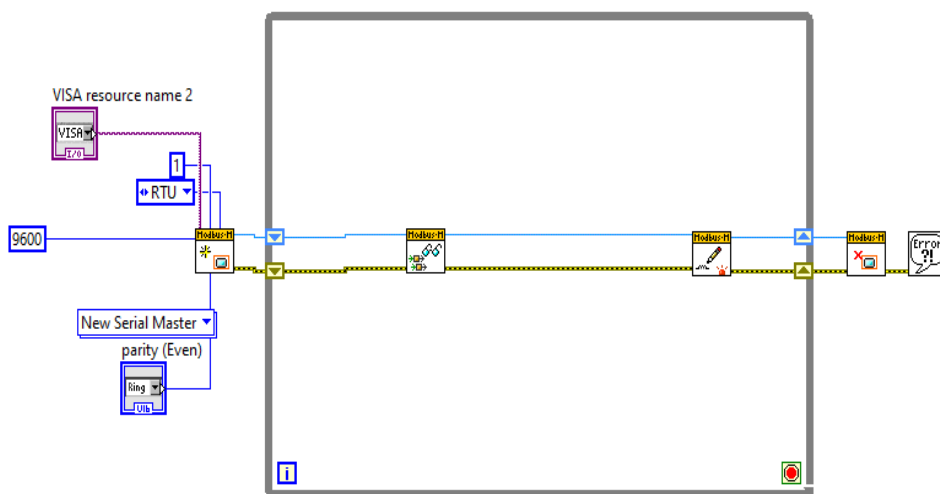 VISA resource name 2
VISA
I/O
1
RTU
9600
Modbus-M
Modbus-M
Modbus-M
Modbus-M
Error
?!
New Serial Master
parity (Even)
Ring
U16
i